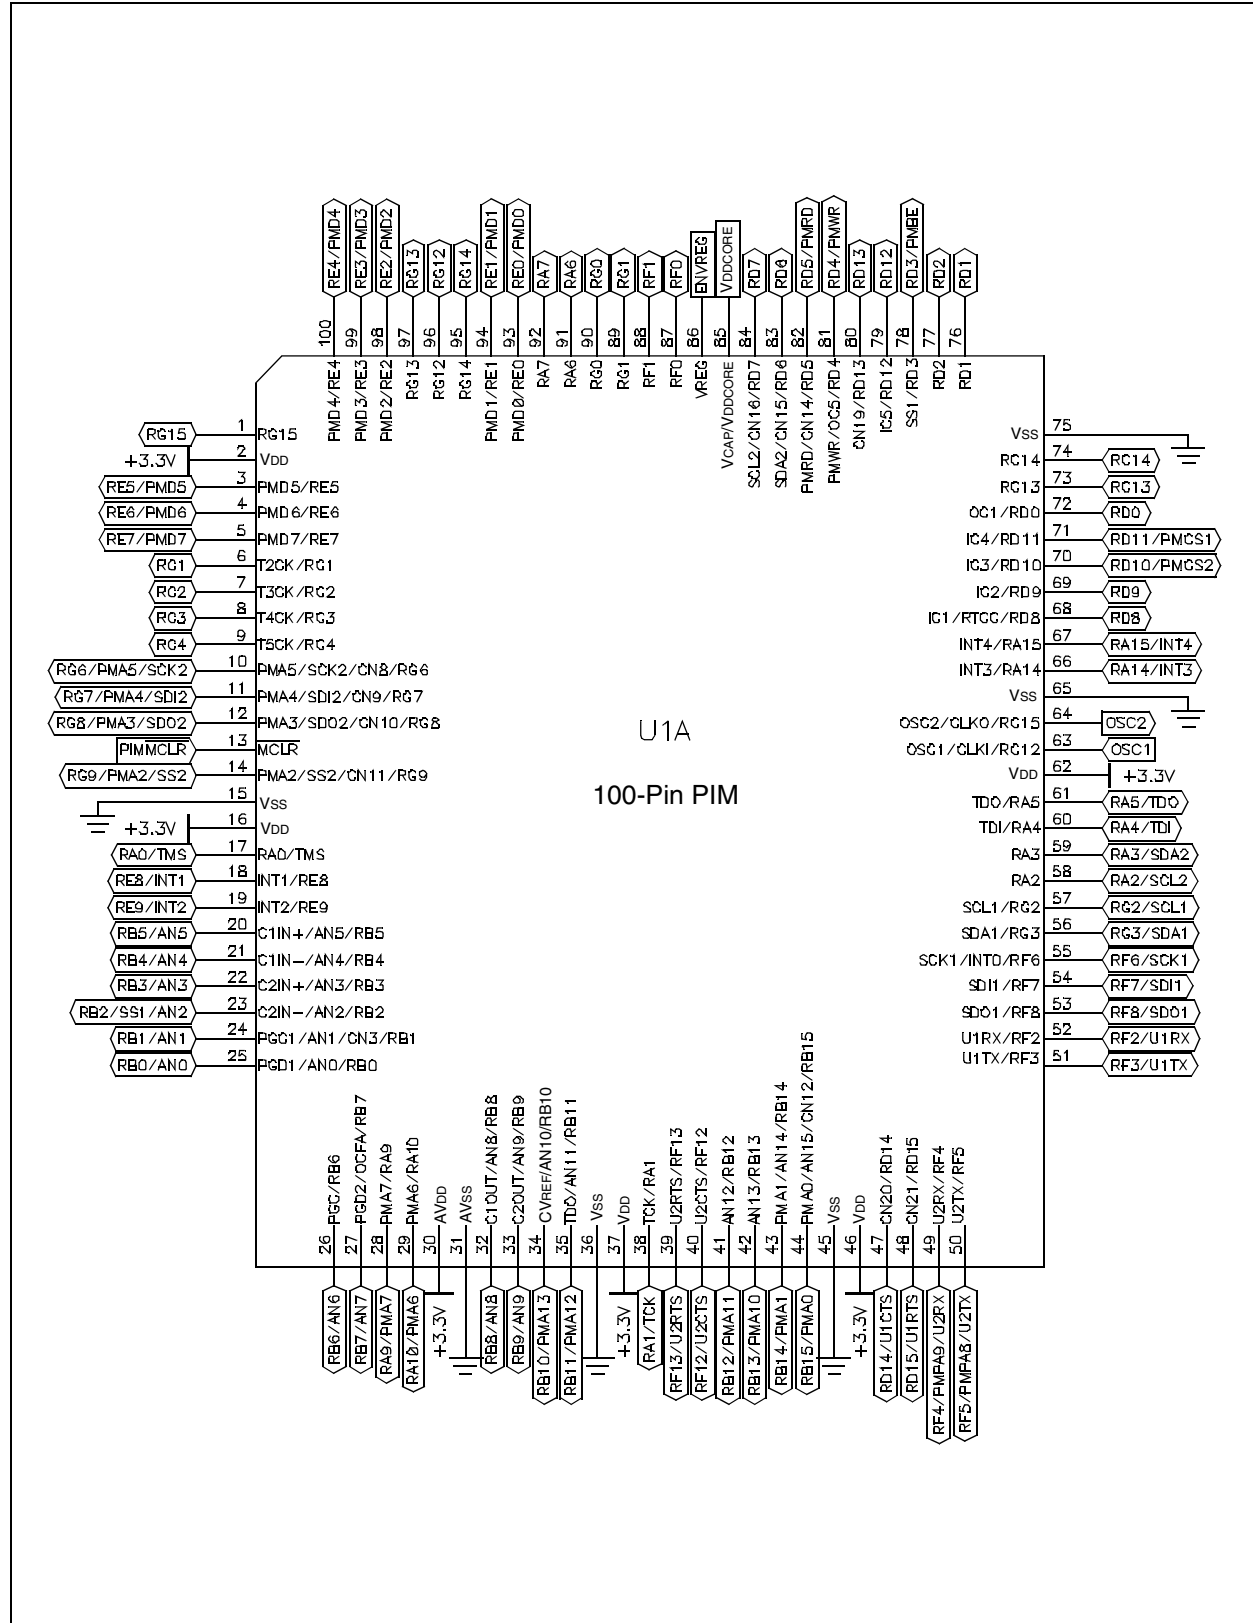 RE4/PMD4
RE3/PMD3
RE2/PMD2
RG13
RG12
RG14
RE1/PMD1
RE0/PMD0
RA7
RA6
RG0
RG1
RF1
RF0
ENVREG
VDDCORE
RD7
RD6
RD5/PMRD
RD4/PMWR
RD13
RD12
RD3/PMBE
RD2
RD1
100
99
98
97
96
95
94
93
92
91
90
89
88
87
86
85
84
83
82
81
80
79
78
77
76
PMD4/RE4
PMD3/RE3
PMD2/RE2
RG13
RG12
RG14
PMD1/RE1
PMD0/RE0
RA7
RA6
RG0
RG1
RF1
RF0
VREG
VCAP/VDDCORE
SCL2/CN16/RD7
SDA2/CN15/RD6
PMRD/CN14/RD5
PMWR/OC5/RD4
CN19/RD13
IC5/RD12
SS1/RD3
RD2
RD1
RG15 1 RG15
+3.3V 2 VDD
RE5/PMD5 3 PMD5/RE5
RE6/PMD6 4 PMD6/RE6
RE7/PMD7 5 PMD7/RE7
RC1 6 T2CK/RC1
RC2 7 T3CK/RC2
RC3 8 T4CK/RC3
RC4 9 T5CK/RC4
RG6/PMA5/SCK2 10 PMA5/SCK2/CN8/RG6
RG7/PMA4/SDI2 11 PMA4/SDI2/CN9/RG7
RG8/PMA3/SDO2 12 PMA3/SDO2/CN10/RG8
PIMMCLR 13 MCLR
RG9/PMA2/SS2 14 PMA2/SS2/CN11/RG9
15 VSS
+3.3V 16 VDD
RA0/TMS 17 RA0/TMS
RE8/INT1 18 INT1/RE8
RE9/INT2 19 INT2/RE9
RB5/AN5 20 C1IN+/AN5/RB5
RB4/AN4 21 C1IN-/AN4/RB4
RB3/AN3 22 C2IN+/AN3/RB3
RB2/SS1/AN2 23 C2IN-/AN2/RB2
RB1/AN1 24 PGC1/AN1/CN3/RB1
RB0/AN0 25 PGD1/AN0/RB0
U1A
100-Pin PIM
VSS 75
RC14 74 RC14
RC13 73 RC13
OC1/RD0 72 RD0
IC4/RD11 71 RD11/PMCS1
IC3/RD10 70 RD10/PMCS2
IC2/RD9 69 RD9
IC1/RTCC/RD8 68 RD8
INT4/RA15 67 RA15/INT4
INT3/RA14 66 RA14/INT3
VSS 65
OSC2/CLKO/RC15 64 OSC2
OSC1/CLKI/RC12 63 OSC1
VDD 62 +3.3V
TDO/RA5 61 RA5/TDO
TDI/RA4 60 RA4/TDI
RA3 59 RA3/SDA2
RA2 58 RA2/SCL2
SCL1/RG2 57 RG2/SCL1
SDA1/RG3 56 RG3/SDA1
SCK1/INT0/RF6 55 RF6/SCK1
SDI1/RF7 54 RF7/SDI1
SDO1/RF8 53 RF8/SDO1
U1RX/RF2 52 RF2/U1RX
U1TX/RF3 51 RF3/U1TX
PGC/RB6
PGD2/OCFA/RB7
PMA7/RA9
PMA6/RA10
AVDD
AVSS
C1OUT/AN8/RB8
C2OUT/AN9/RB9
CVREF/AN10/RB10
TDO/AN11/RB11
VSS
VDD
TCK/RA1
U2RTS/RF13
U2CTS/RF12
AN12/RB12
AN13/RB13
PMA1/AN14/RB14
PMA0/AN15/CN12/RB15
VSS
VDD
CN20/RD14
CN21/RD15
U2RX/RF4
U2TX/RF5
26
27
28
29
30
31
32
33
34
35
36
37
38
39
40
41
42
43
44
45
46
47
48
49
50
RB6/AN6
RB7/AN7
RA9/PMA7
RA10/PMA6
+3.3V
RB8/AN8
RB9/AN9
RB10/PMA13
RB11/PMA12
+3.3V
RA1/TCK
RF13/U2RTS
RF12/U2CTS
RB12/PMA11
RB13/PMA10
RB14/PMA1
RB15/PMA0
+3.3V
RD14/U1CTS
RD15/U1RTS
RF4/PMPA9/U2RX
RF5/PMPA8/U2TX